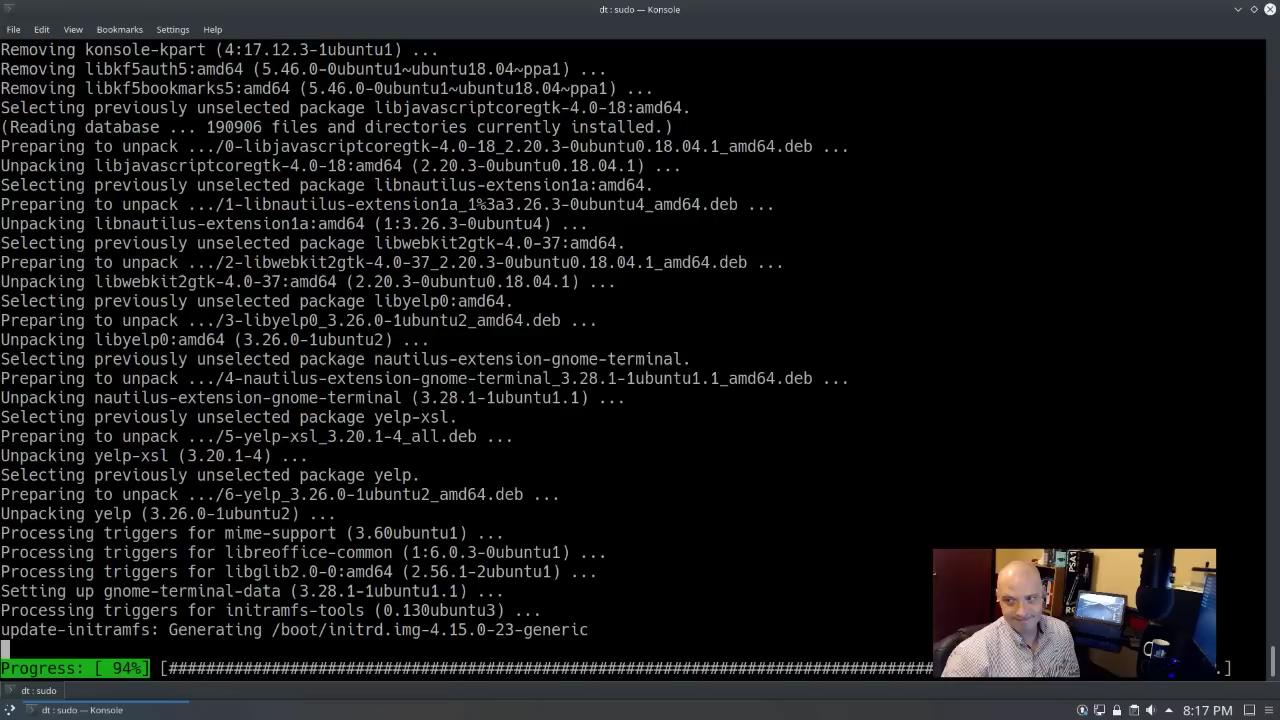 dt : sudo — Konsole
File Edit View Bookmarks Settings Help
Removing konsole-kpart (4:17.12.3-1ubuntu1) ...
Removing libkf5auth5:amd64 (5.46.0-0ubuntu1~ubuntu18.04~ppa1) ...
Removing libkf5bookmarks5:amd64 (5.46.0-0ubuntu1~ubuntu18.04~ppa1) ...
Selecting previously unselected package libjavascriptcoregtk-4.0-18:amd64.
(Reading database ... 190906 files and directories currently installed.)
Preparing to unpack .../0-libjavascriptcoregtk-4.0-18_2.20.3-0ubuntu0.18.04.1_amd64.deb ...
Unpacking libjavascriptcoregtk-4.0-18:amd64 (2.20.3-0ubuntu0.18.04.1) ...
Selecting previously unselected package libnautilus-extension1a:amd64.
Preparing to unpack .../1-libnautilus-extension1a_1%3a3.26.3-0ubuntu4_amd64.deb ...
Unpacking libnautilus-extension1a:amd64 (1:3.26.3-0ubuntu4) ...
Selecting previously unselected package libwebkit2gtk-4.0-37:amd64.
Preparing to unpack .../2-libwebkit2gtk-4.0-37_2.20.3-0ubuntu0.18.04.1_amd64.deb ...
Unpacking libwebkit2gtk-4.0-37:amd64 (2.20.3-0ubuntu0.18.04.1) ...
Selecting previously unselected package libyelp0:amd64.
Preparing to unpack .../3-libyelp0_3.26.0-1ubuntu2_amd64.deb ...
Unpacking libyelp0:amd64 (3.26.0-1ubuntu2) ...
Selecting previously unselected package nautilus-extension-gnome-terminal.
Preparing to unpack .../4-nautilus-extension-gnome-terminal_3.28.1-1ubuntu1.1_amd64.deb ...
Unpacking nautilus-extension-gnome-terminal (3.28.1-1ubuntu1.1) ...
Selecting previously unselected package yelp-xsl.
Preparing to unpack .../5-yelp-xsl_3.20.1-4_all.deb ...
Unpacking yelp-xsl (3.20.1-4) ...
Selecting previously unselected package yelp.
Preparing to unpack .../6-yelp_3.26.0-1ubuntu2_amd64.deb ...
Unpacking yelp (3.26.0-1ubuntu2) ...
Processing triggers for mime-support (3.60ubuntu1) ...
Processing triggers for libreoffice-common (1:6.0.3-0ubuntu1) ...
Processing triggers for libglib2.0-0:amd64 (2.56.1-2ubuntu1) ...
Setting up gnome-terminal-data (3.28.1-1ubuntu1.1) ...
Processing triggers for initramfs-tools (0.130ubuntu3) ...
update-initramfs: Generating /boot/initrd.img-4.15.0-23-generic
Progress: [ 94%] [##################################################################################.]
dt : sudo
dt : sudo — Konsole
8:17 PM